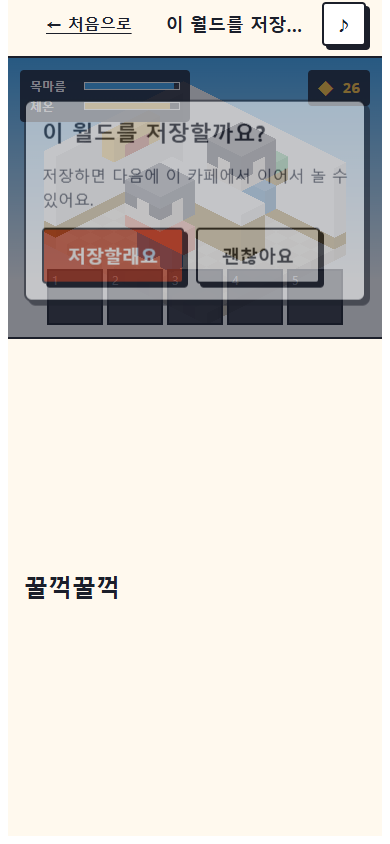 ← 처음으로
이 월드를 저장...
♪
목마름
체온
◆ 26
이 월드를 저장할까요?
저장하면 다음에 이 카페에서 이어서 놀 수
있어요.
저장할래요
괜찮아요
1 2 3 4 5
꿀꺽꿀꺽